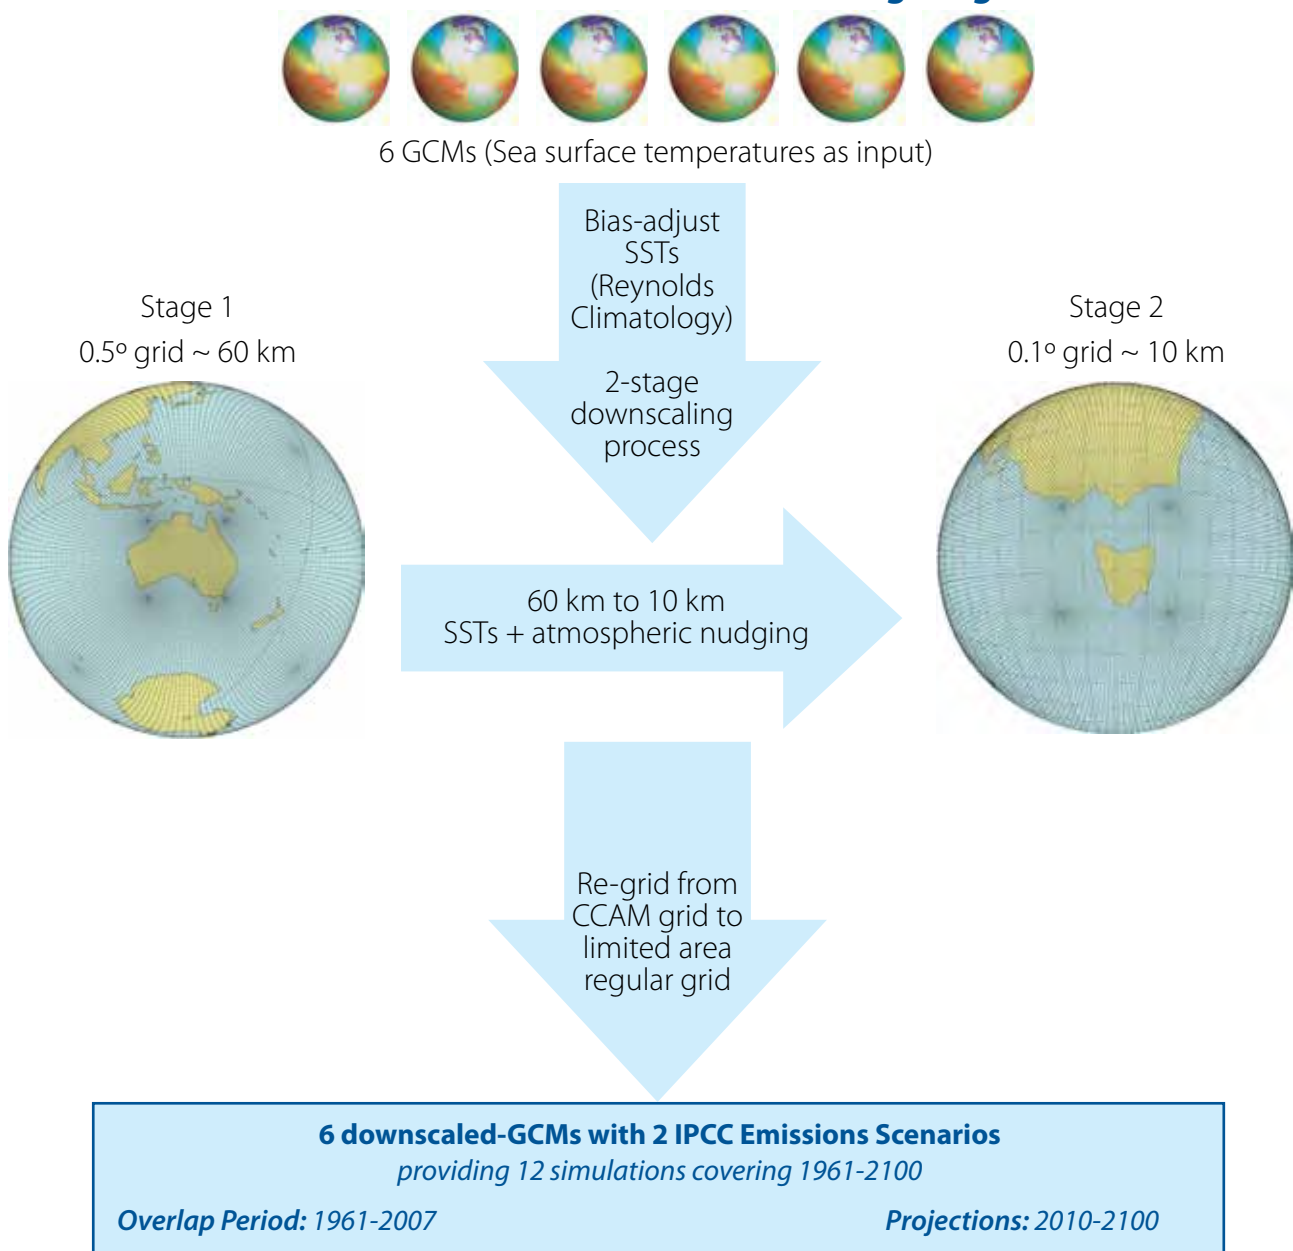 6 GCMs (Sea surface temperatures as input)
Bias-adjust
SSTs
(Reynolds
Climatology)
2-stage
downscaling
process
Stage 1
0.5º grid ~ 60 km
Stage 2
0.1º grid ~ 10 km
60 km to 10 km
SSTs + atmospheric nudging
Re-grid from
CCAM grid to
limited area
regular grid
6 downscaled-GCMs with 2 IPCC Emissions Scenarios
providing 12 simulations covering 1961-2100
Overlap Period: 1961-2007
Projections: 2010-2100